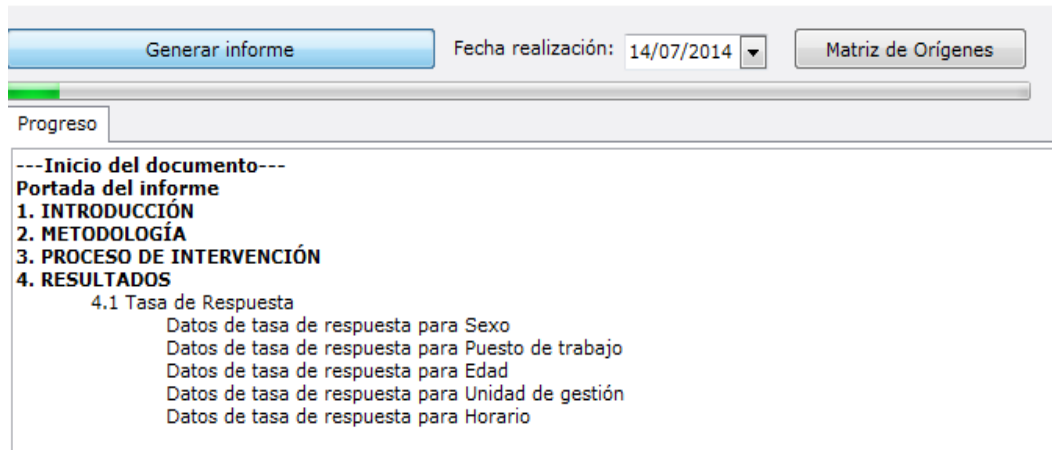 Generar informe Fecha realización: 14/07/2014 Matriz de Orígenes
Progreso
---Inicio del documento---
Portada del informe
1. INTRODUCCIÓN
2. METODOLOGÍA
3. PROCESO DE INTERVENCIÓN
4. RESULTADOS
4.1 Tasa de Respuesta
Datos de tasa de respuesta para Sexo
Datos de tasa de respuesta para Puesto de trabajo
Datos de tasa de respuesta para Edad
Datos de tasa de respuesta para Unidad de gestión
Datos de tasa de respuesta para Horario